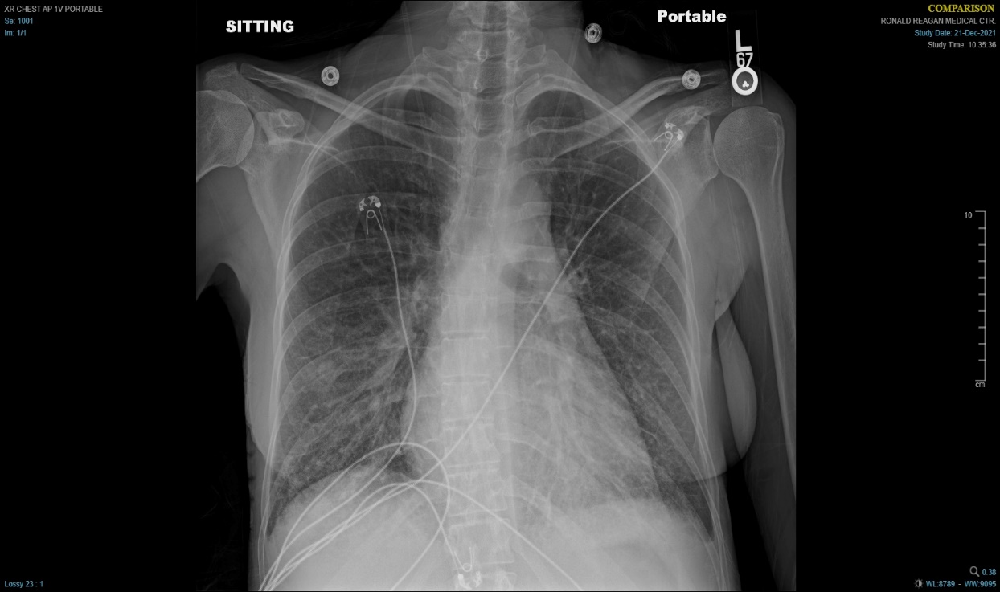 XR CHEST AP 1V PORTABLE
Se: 1001
Im: 1/1
COMPARISON
RONALD REAGAN MEDICAL CTR.
Study Date: 21-Dec-2021
Study Time: 10:35:36
SITTING
Portable
L
67
10
cm
Lossy 23 : 1
0.38
WL:8789 - WW:9095